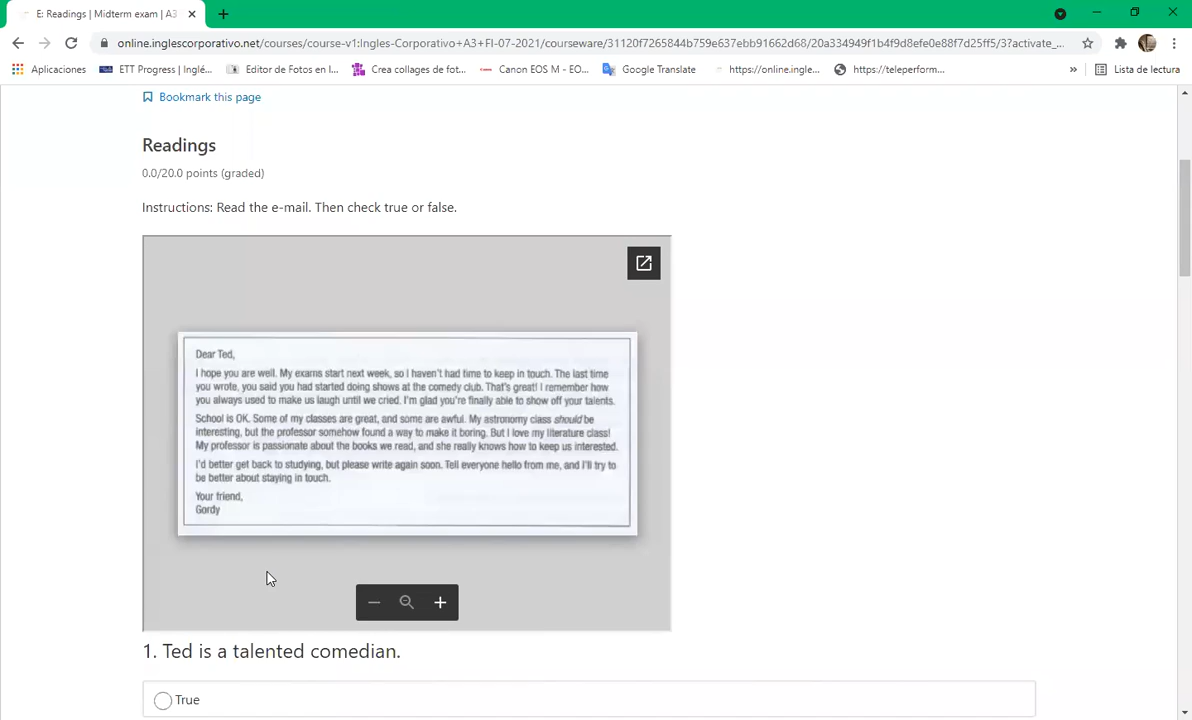 E: Readings | Midterm exam | A3
online.inglescorporativo.net/courses/course-v1:Ingles-Corporativo+A3+FI-07-2021/courseware/31120f7265844b759e637ebb91662d68/20a334949f1b4f9d8efe0e88f7d25ff5/3?activate_...
Aplicaciones ETT Progress | Inglé... Editor de Fotos en l... Crea collages de fot... Canon EOS M - EO... Google Translate https://online.ingle... https://teleperform... » Lista de lectura
Bookmark this page
Readings
0.0/20.0 points (graded)
Instructions: Read the e-mail. Then check true or false.
Dear Ted,
I hope you are well. My exams start next week, so I haven't had time to keep in touch. The last time
you wrote, you said you had started doing shows at the comedy club. That's great! I remember how
you always used to make us laugh until we cried. I'm glad you're finally able to show off your talents.
School is OK. Some of my classes are great, and some are awful. My astronomy class should be
interesting, but the professor somehow found a way to make it boring. But I love my literature class!
My professor is passionate about the books we read, and she really knows how to keep us interested.
I'd better get back to studying, but please write again soon. Tell everyone hello from me, and I'll try to
be better about staying in touch.
Your friend,
Gordy
1. Ted is a talented comedian.
True